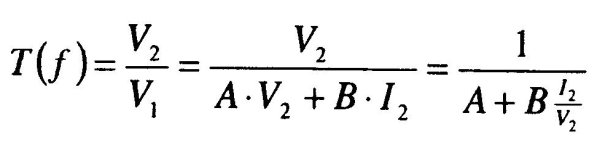 T(f) = V₂/V₁ = V₂/(A·V₂ + B·I₂) = 1/(A + B I₂/V₂)